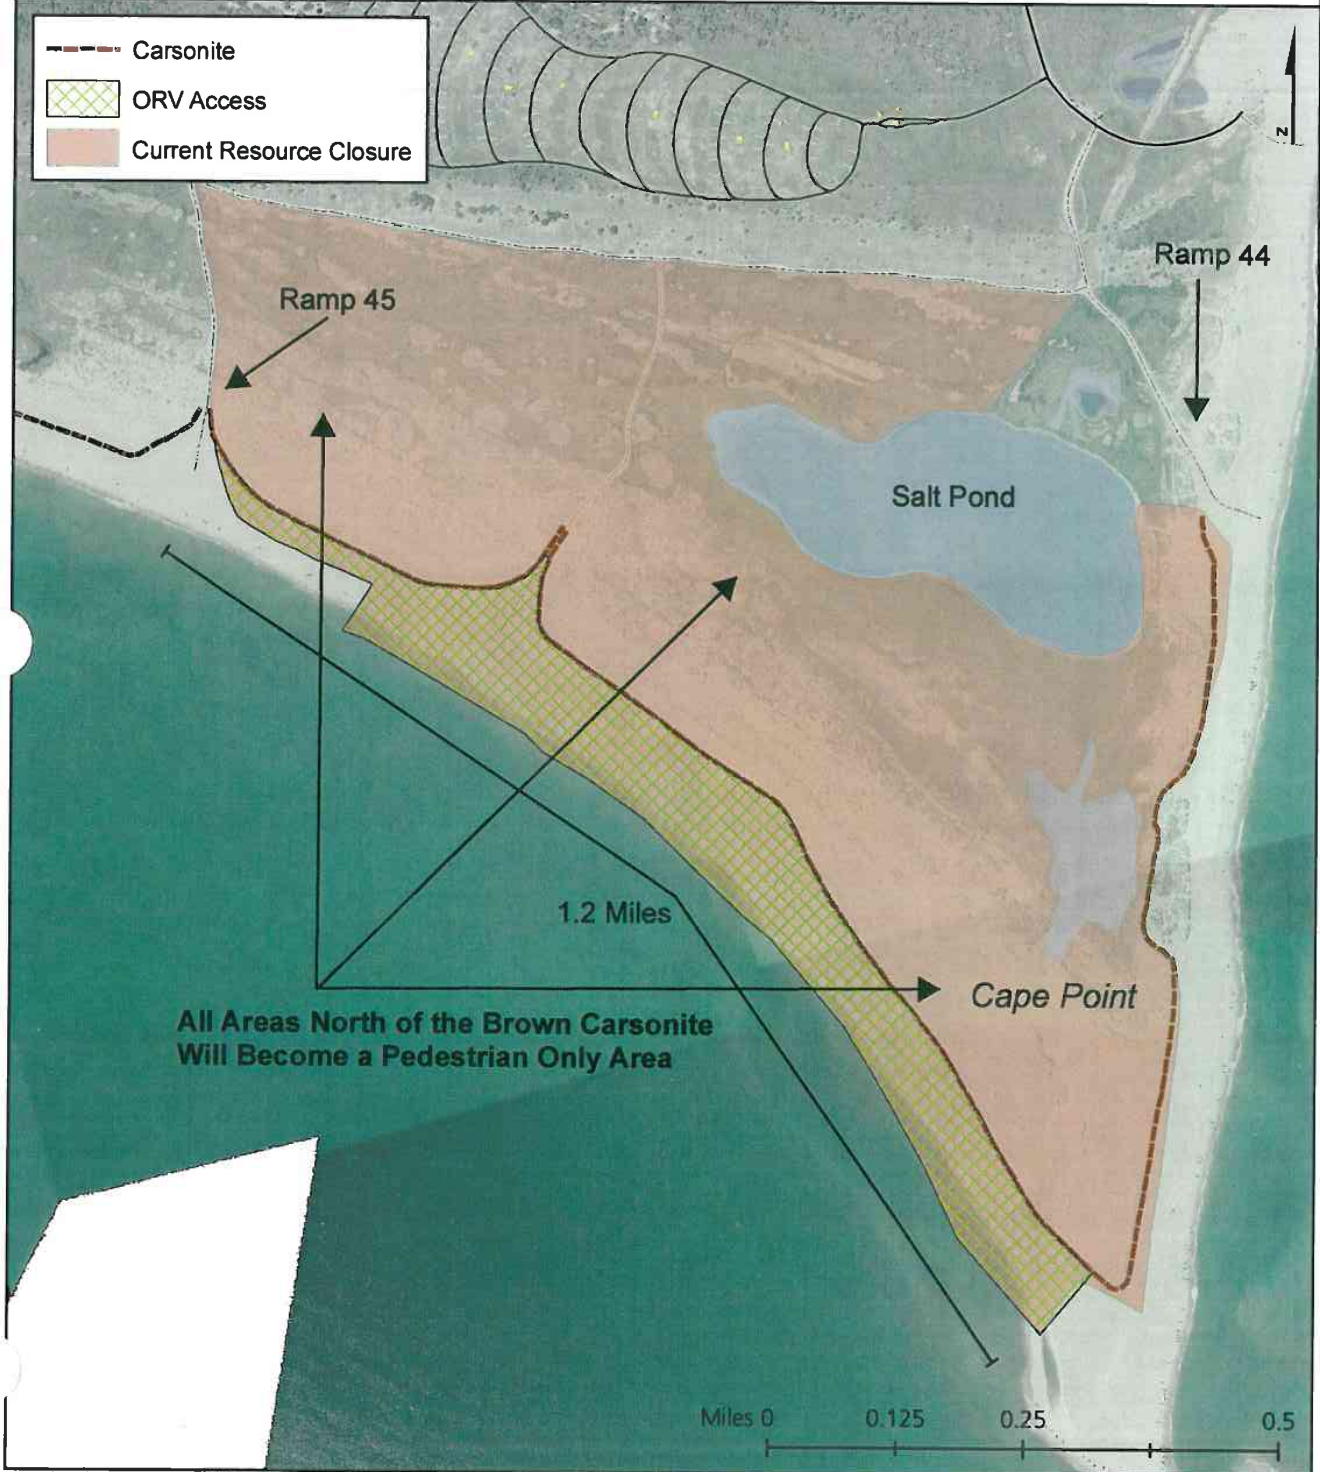 Carsonite
ORV Access
Current Resource Closure
N
Ramp 44
Ramp 45
Salt Pond
1.2 Miles
Cape Point
All Areas North of the Brown Carsonite
Will Become a Pedestrian Only Area
Miles 0 0.125 0.25 0.5